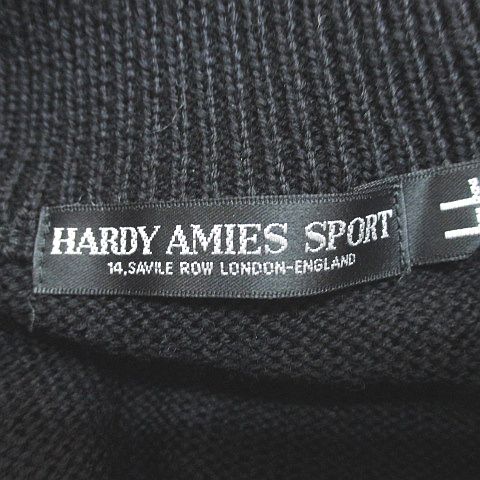 HARDY AMIES SPORT
14,SAVILE ROW LONDON-ENGLAND